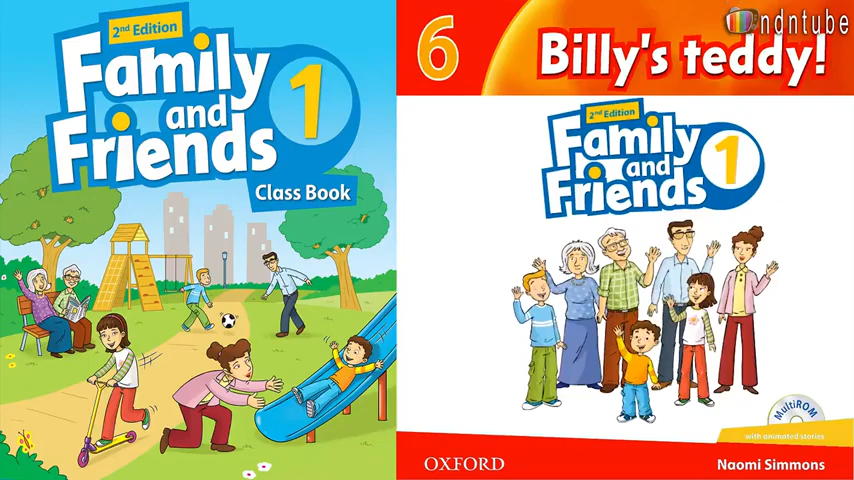 2nd Edition
Family
and
Friends
1
Class Book
6
Billy's teddy!
ndntube
2nd Edition
Family
and
Friends
1
MultiROM
with animated stories
OXFORD
Naomi Simmons